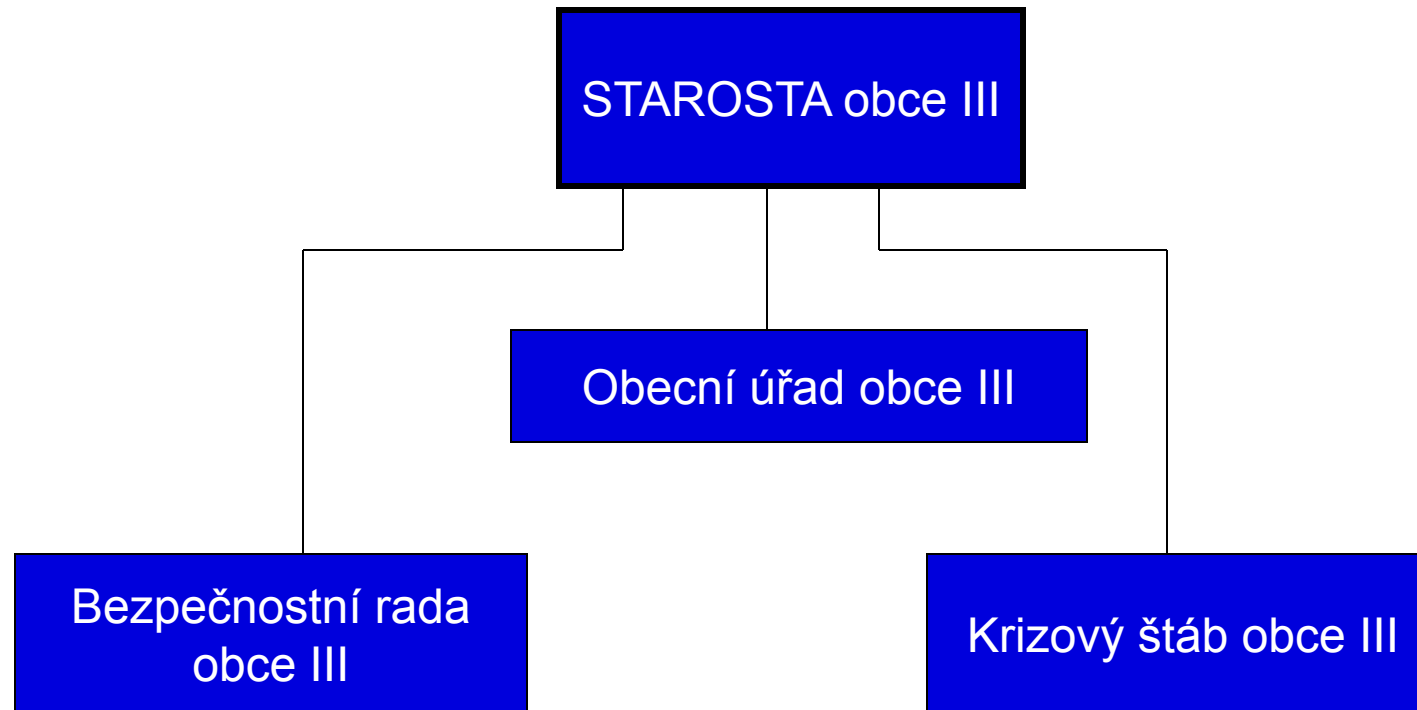 STAROSTA obce III
Obecní úřad obce III
Bezpečnostní rada
obce III
Krizový štáb obce III